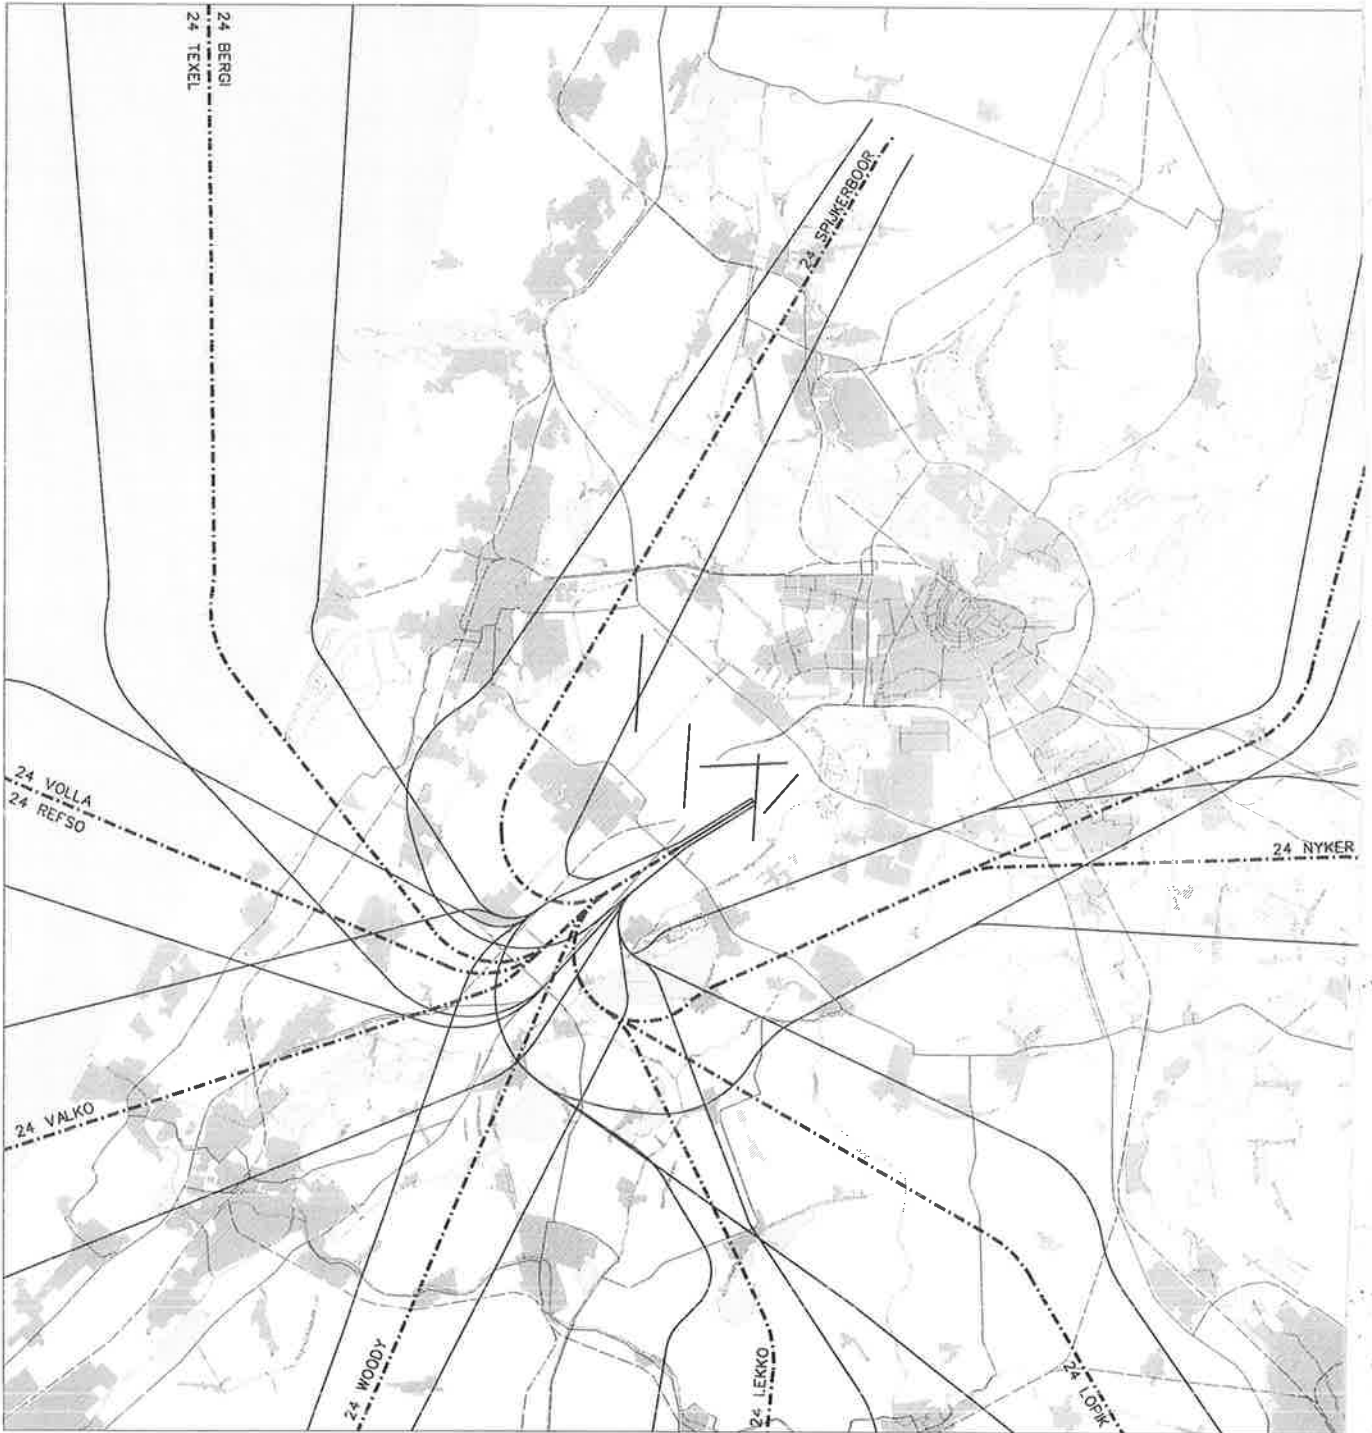 24 BERGI
24 TEXEL
24 SPIJKERBOOR
24 VOLLA
24 REFSO
24 NYKER
24 VALKO
24 WOODY
24 LEKKO
24 LOPIK